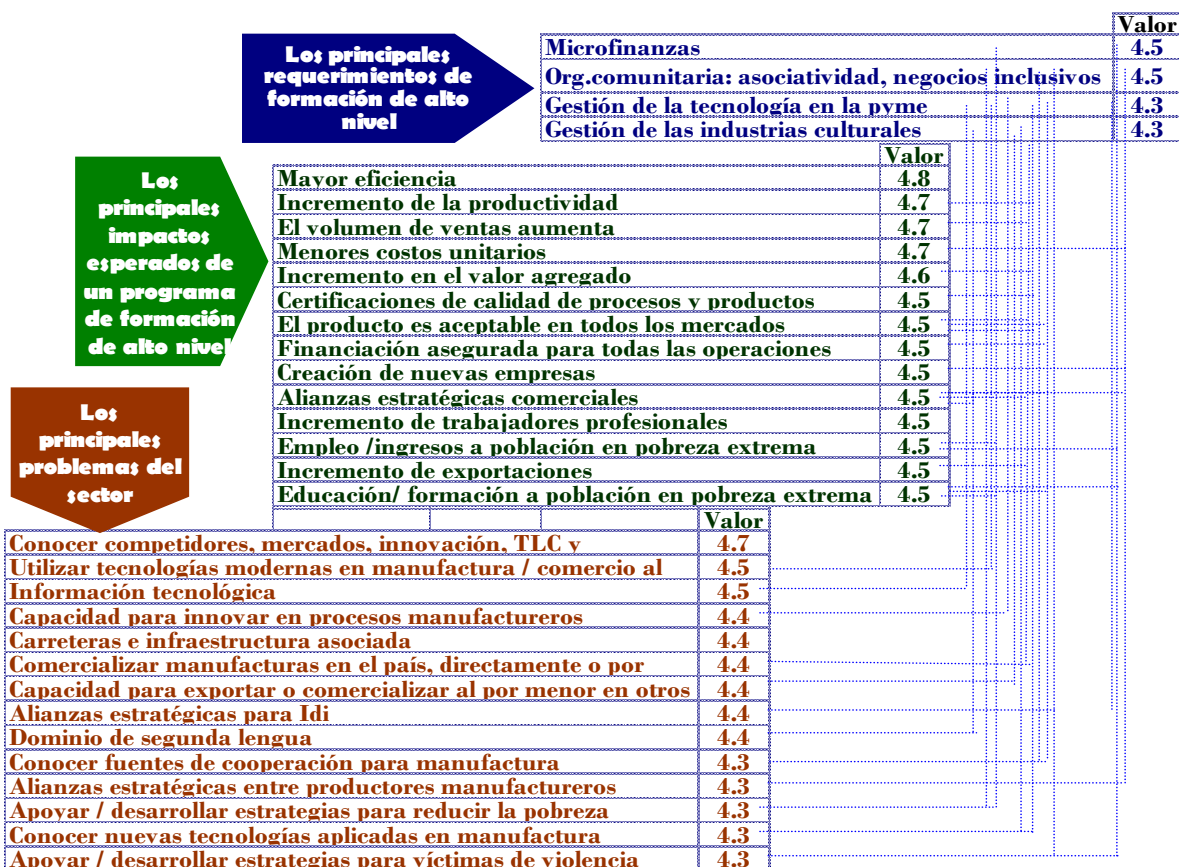 Valor
Los principales
requerimientos de
formación de alto
nivel
Microfinanzas 4.5
Org.comunitaria: asociatividad, negocios inclusivos 4.5
Gestión de la tecnología en la pyme 4.3
Gestión de las industrias culturales 4.3
Los
principales
impactos
esperados de
un programa
de formación
de alto nivel
Valor
Mayor eficiencia 4.8
Incremento de la productividad 4.7
El volumen de ventas aumenta 4.7
Menores costos unitarios 4.7
Incremento en el valor agregado 4.6
Certificaciones de calidad de procesos y productos 4.5
El producto es aceptable en todos los mercados 4.5
Financiación asegurada para todas las operaciones 4.5
Creación de nuevas empresas 4.5
Alianzas estratégicas comerciales 4.5
Incremento de trabajadores profesionales 4.5
Empleo /ingresos a población en pobreza extrema 4.5
Incremento de exportaciones 4.5
Educación/ formación a población en pobreza extrema 4.5
Los
principales
problemas del
sector
Valor
Conocer competidores, mercados, innovación, TLC y 4.7
Utilizar tecnologías modernas en manufactura / comercio al 4.5
Información tecnológica 4.5
Capacidad para innovar en procesos manufactureros 4.4
Carreteras e infraestructura asociada 4.4
Comercializar manufacturas en el país, directamente o por 4.4
Capacidad para exportar o comercializar al por menor en otros 4.4
Alianzas estratégicas para Idi 4.4
Dominio de segunda lengua 4.4
Conocer fuentes de cooperación para manufactura 4.3
Alianzas estratégicas entre productores manufactureros 4.3
Apoyar / desarrollar estrategias para reducir la pobreza 4.3
Conocer nuevas tecnologías aplicadas en manufactura 4.3
Apoyar / desarrollar estrategias para víctimas de violencia 4.3